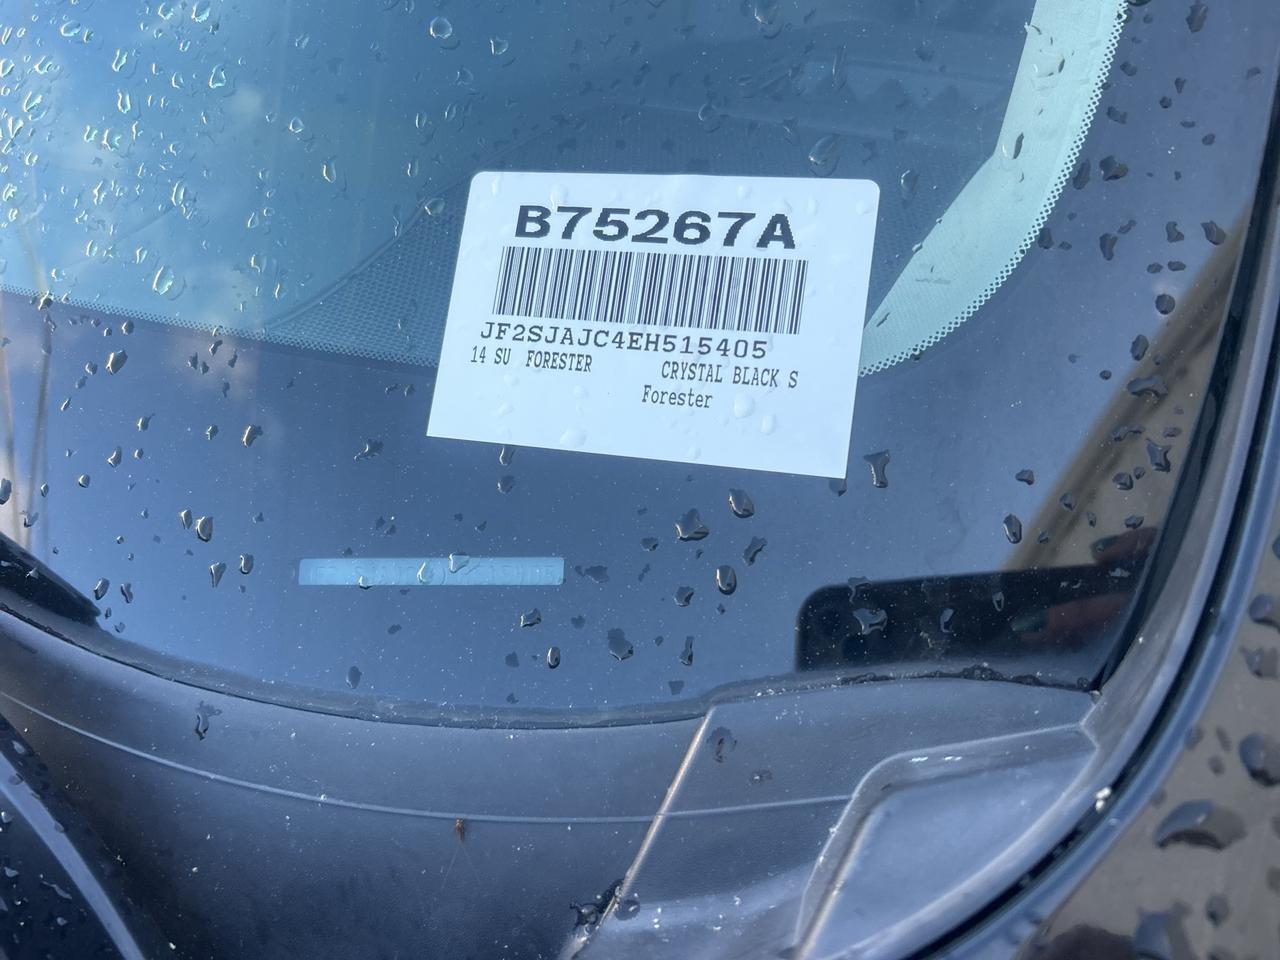 B75267A
JF2SJAJC4EH515405
14 SU FORESTER CRYSTAL BLACK S
Forester